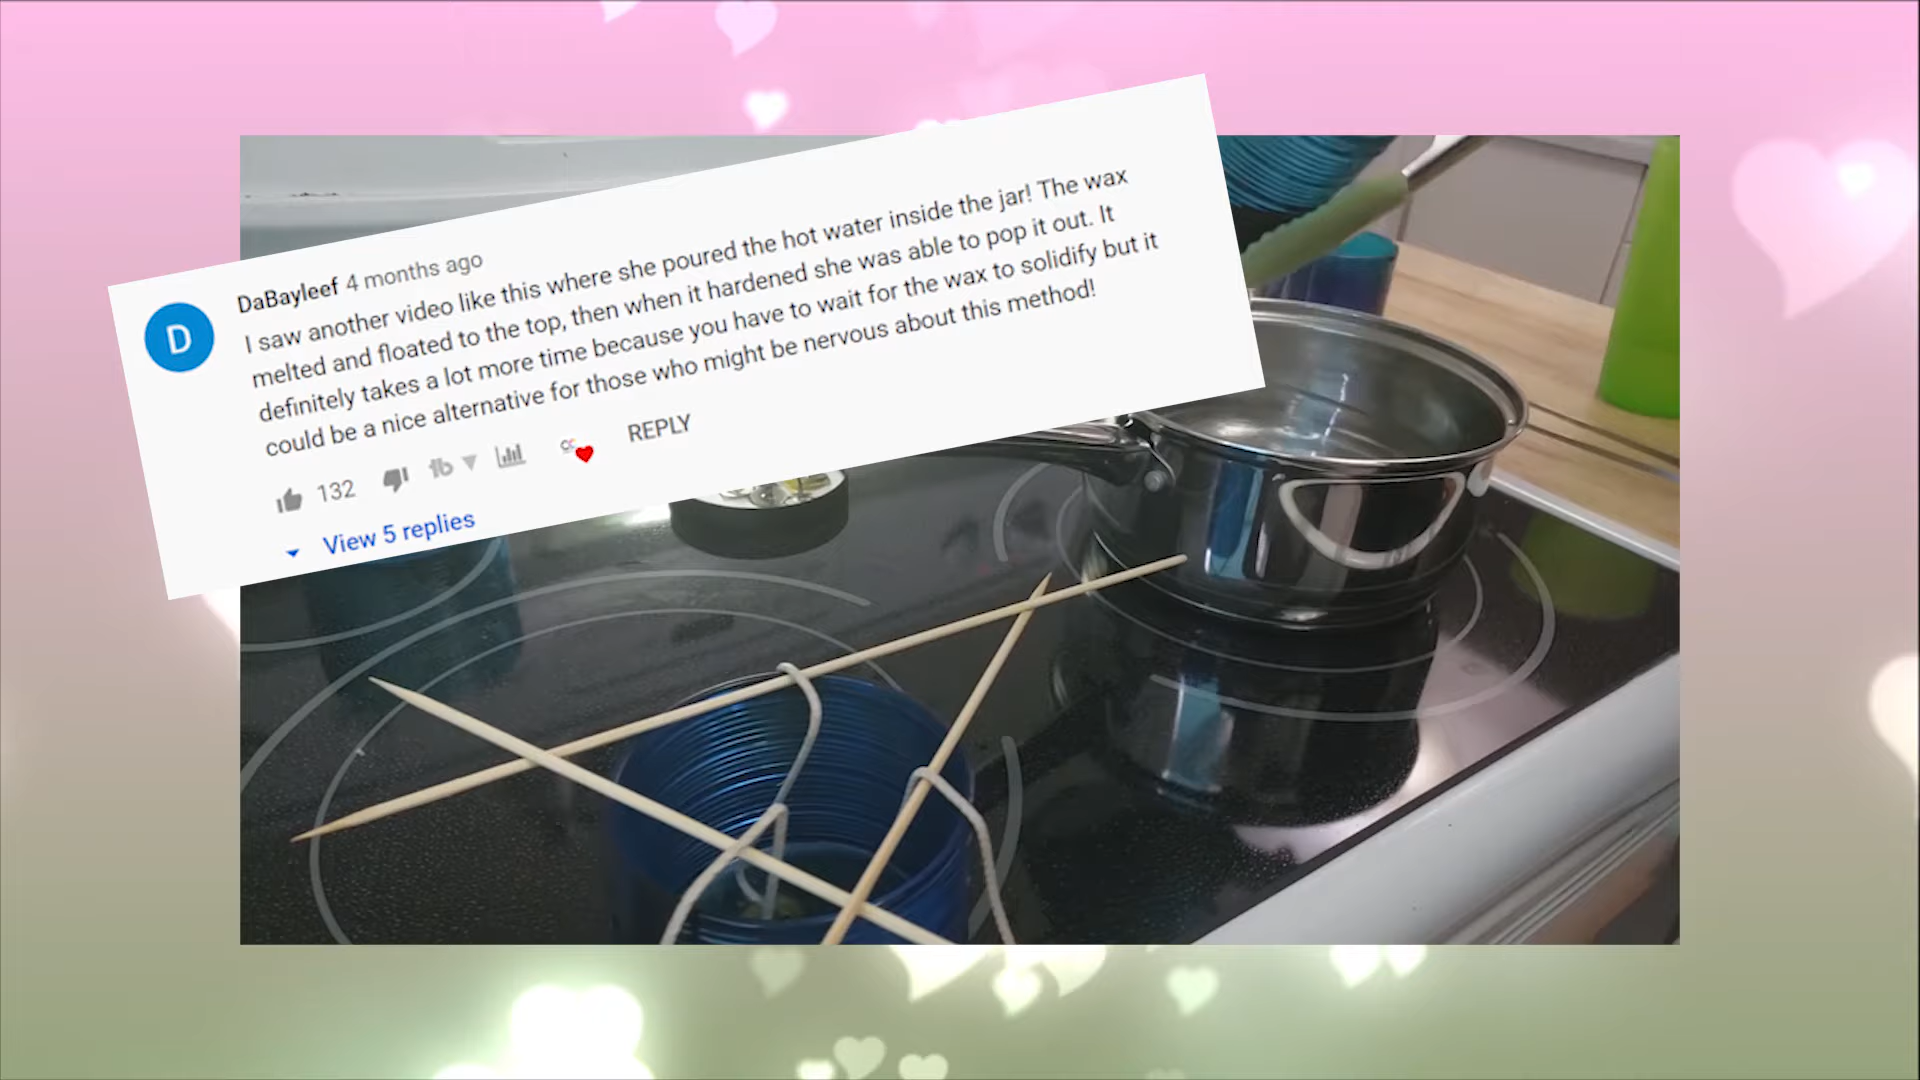 DaBayleef 4 months ago
I saw another video like this where she poured the hot water inside the jar! The wax
melted and floated to the top, then when it hardened she was able to pop it out. It
definitely takes a lot more time because you have to wait for the wax to solidify but it
could be a nice alternative for those who might be nervous about this method!
D
132
REPLY
View 5 replies